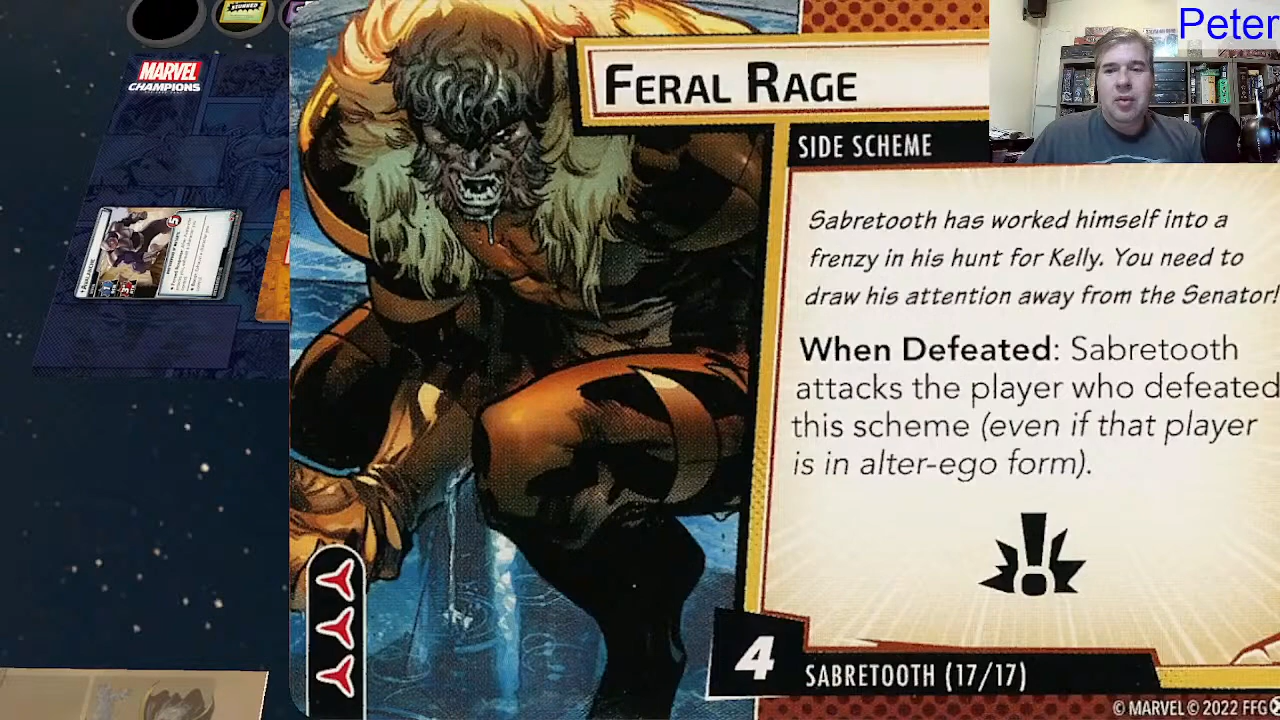 STUNNED
Peter
MARVEL
CHAMPIONS
FERAL RAGE
SIDE SCHEME
Sabretooth has worked himself into a
frenzy in his hunt for Kelly. You need to
draw his attention away from the Senator!
When Defeated: Sabretooth
attacks the player who defeated
this scheme (even if that player
is in alter-ego form).
4
SABRETOOTH (17/17)
© MARVEL © 2022 FFG